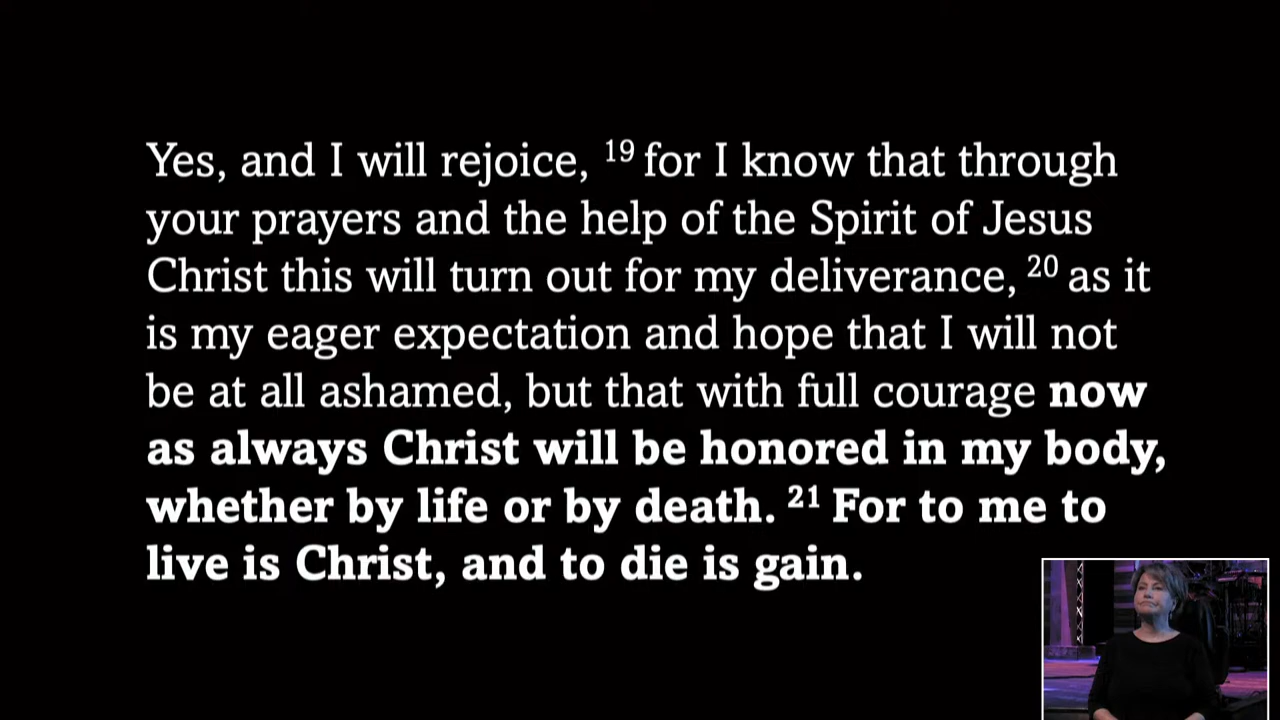 Yes, and I will rejoice, ¹⁹ for I know that through
your prayers and the help of the Spirit of Jesus
Christ this will turn out for my deliverance, ²⁰ as it
is my eager expectation and hope that I will not
be at all ashamed, but that with full courage now
as always Christ will be honored in my body,
whether by life or by death. ²¹ For to me to
live is Christ, and to die is gain.